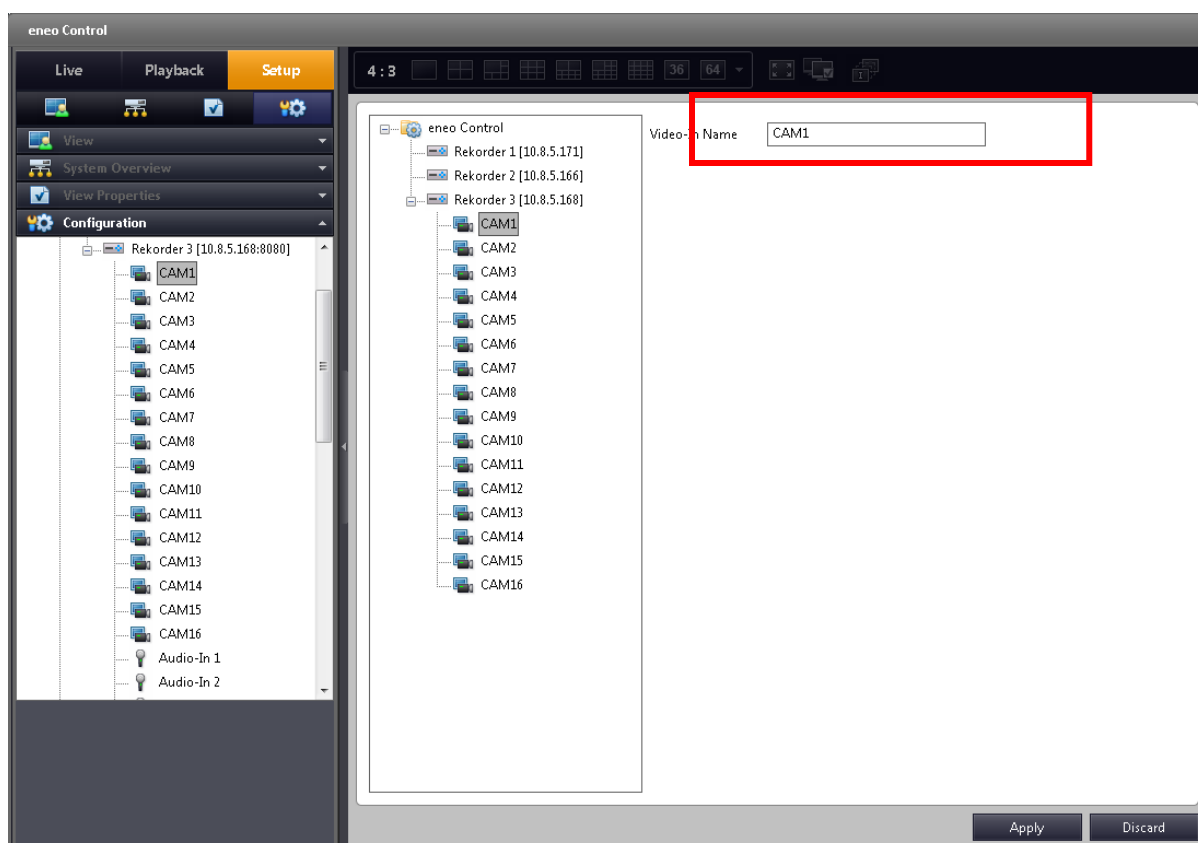 eneo Control
Live Playback Setup
4:3 36 64
View
System Overview
View Properties
Configuration
Rekorder 3 [10.8.5.168:8080]
CAM1
CAM2
CAM3
CAM4
CAM5
CAM6
CAM7
CAM8
CAM9
CAM10
CAM11
CAM12
CAM13
CAM14
CAM15
CAM16
Audio-In 1
Audio-In 2
eneo Control
Rekorder 1 [10.8.5.171]
Rekorder 2 [10.8.5.166]
Rekorder 3 [10.8.5.168]
CAM1
CAM2
CAM3
CAM4
CAM5
CAM6
CAM7
CAM8
CAM9
CAM10
CAM11
CAM12
CAM13
CAM14
CAM15
CAM16
Video-In Name CAM1
Apply Discard